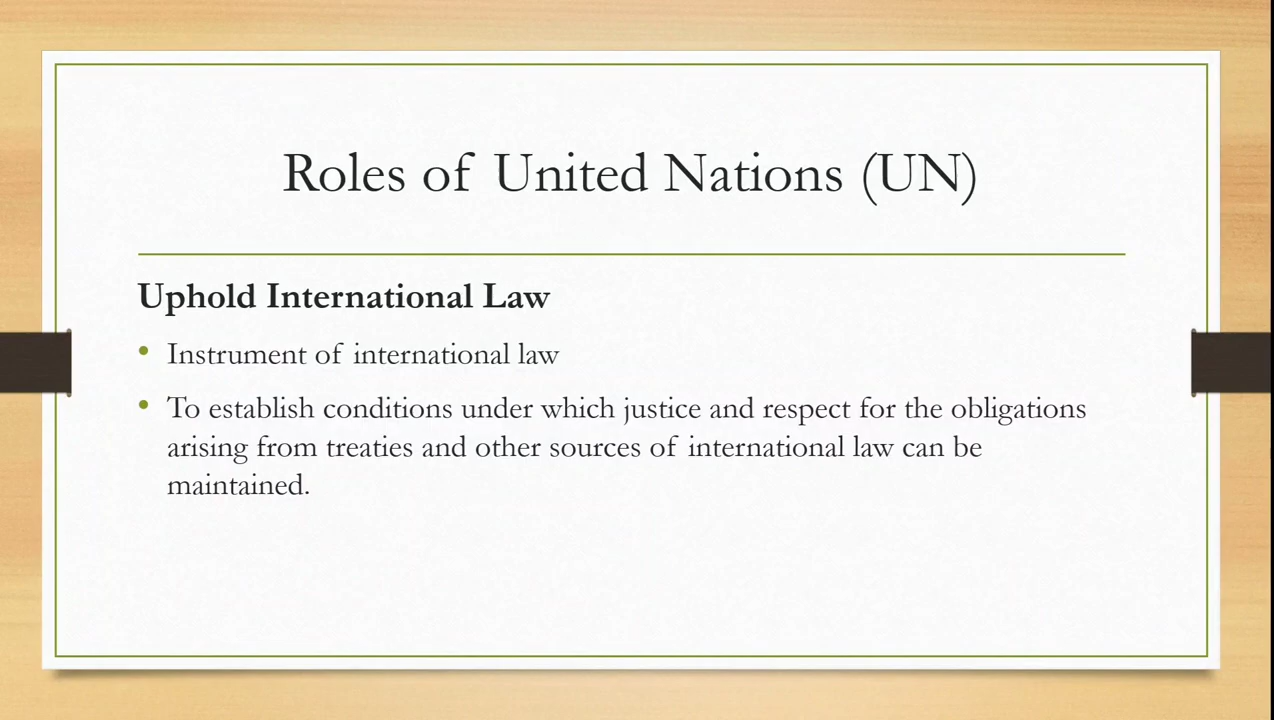 Roles of United Nations (UN)
Uphold International Law
• Instrument of international law
• To establish conditions under which justice and respect for the obligations
arising from treaties and other sources of international law can be
maintained.